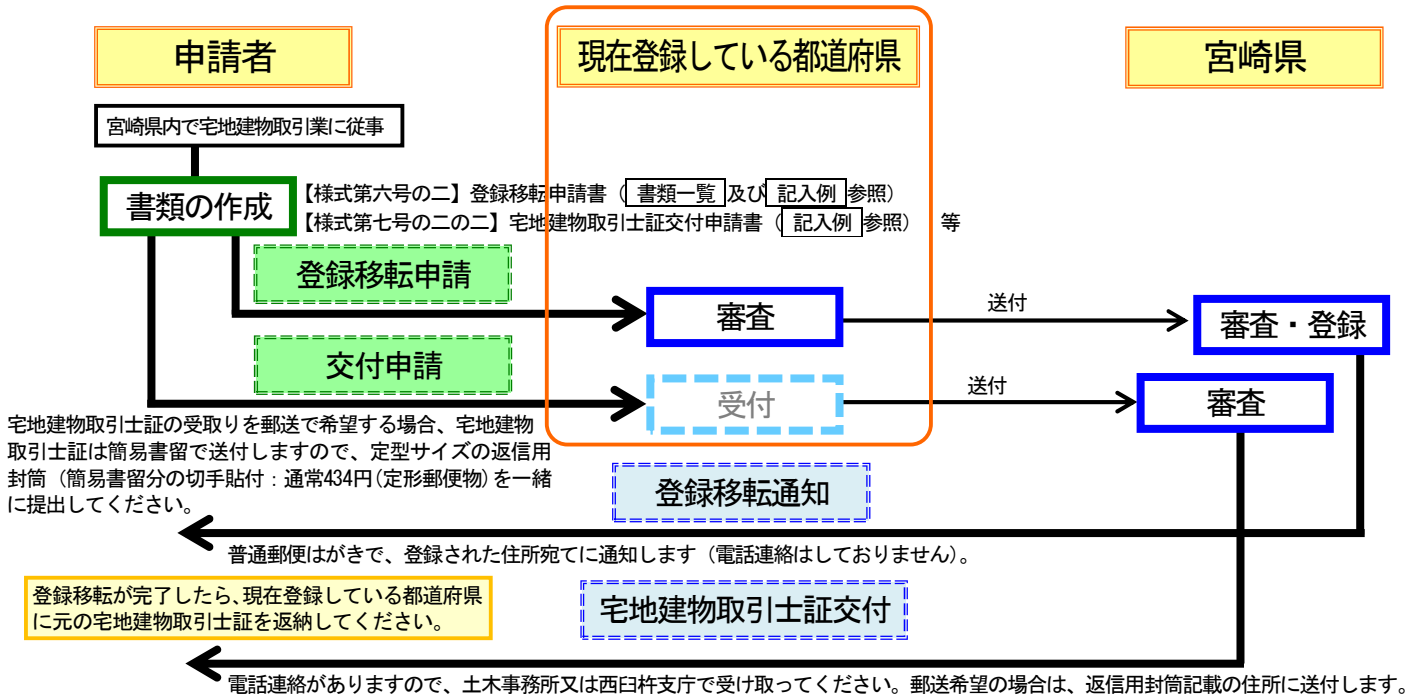 申請者
現在登録している都道府県
宮崎県
宮崎県内で宅地建物取引業に従事
書類の作成
【様式第六号の二】登録移転申請書（ 書類一覧 及び 記入例 参照）
【様式第七号の二の二】宅地建物取引士証交付申請書（ 記入例 参照） 等
登録移転申請
審査
送付
審査・登録
交付申請
受付
送付
審査
宅地建物取引士証の受取りを郵送で希望する場合、宅地建物
取引士証は簡易書留で送付しますので、定型サイズの返信用
封筒（簡易書留分の切手貼付：通常434円(定形郵便物)を一緒
に提出してください。
登録移転通知
普通郵便はがきで、登録された住所宛てに通知します（電話連絡はしておりません）。
登録移転が完了したら、現在登録している都道府県
に元の宅地建物取引士証を返納してください。
宅地建物取引士証交付
電話連絡がありますので、土木事務所又は西臼杵支庁で受け取ってください。郵送希望の場合は、返信用封筒記載の住所に送付します。